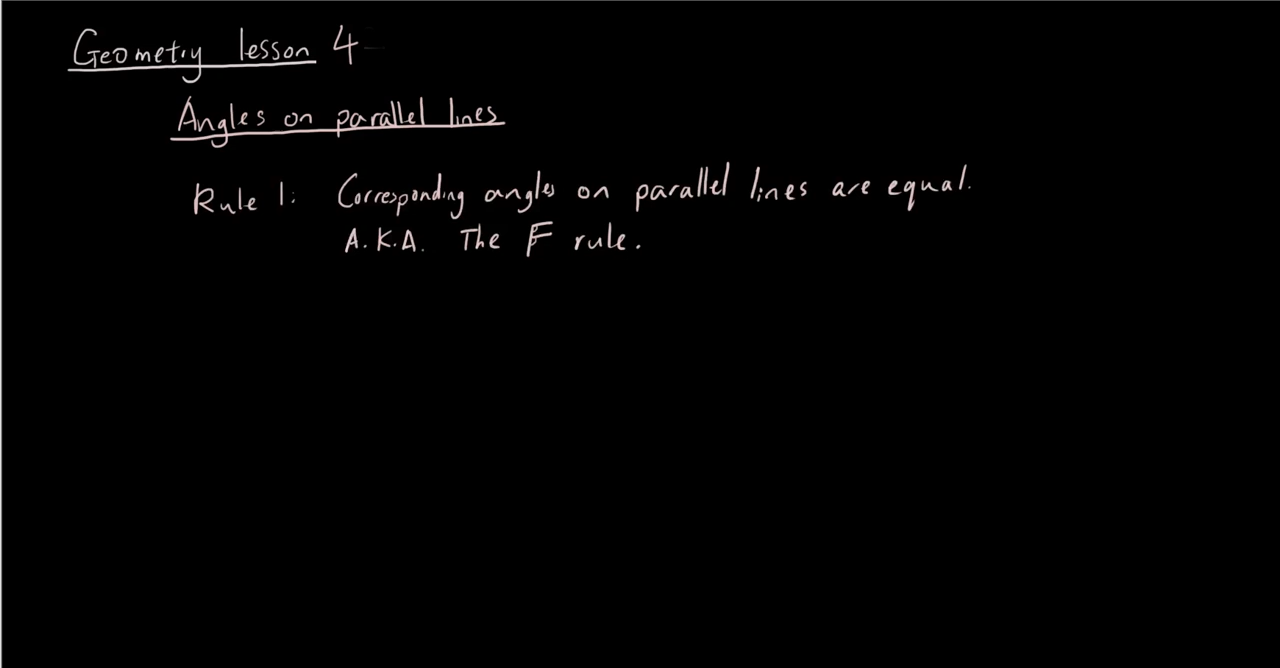 Geometry lesson 4
Angles on parallel lines
Rule 1: Corresponding angles on parallel lines are equal.
A.K.A. The F rule.